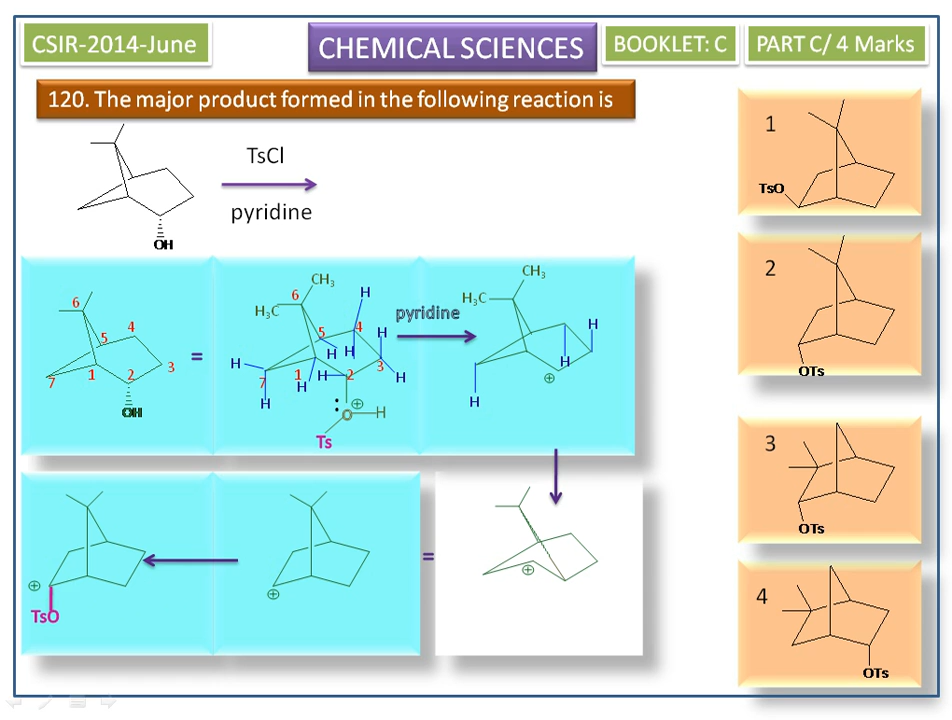 CSIR-2014-June
CHEMICAL SCIENCES
BOOKLET: C
PART C/ 4 Marks
120. The major product formed in the following reaction is
TsCl
pyridine
OH
1
TsO
2
OTs
3
OTs
4
OTs
6
5
4
3
1
2
7
OH
=
CH₃
6
H₃C
H
5
4
H
H
H
H
3
H
7
1
H
2
H
H
⊕
:O—H
Ts
pyridine
CH₃
H₃C
H
H
⊕
H
⊕
TsO
⊕
=
⊕